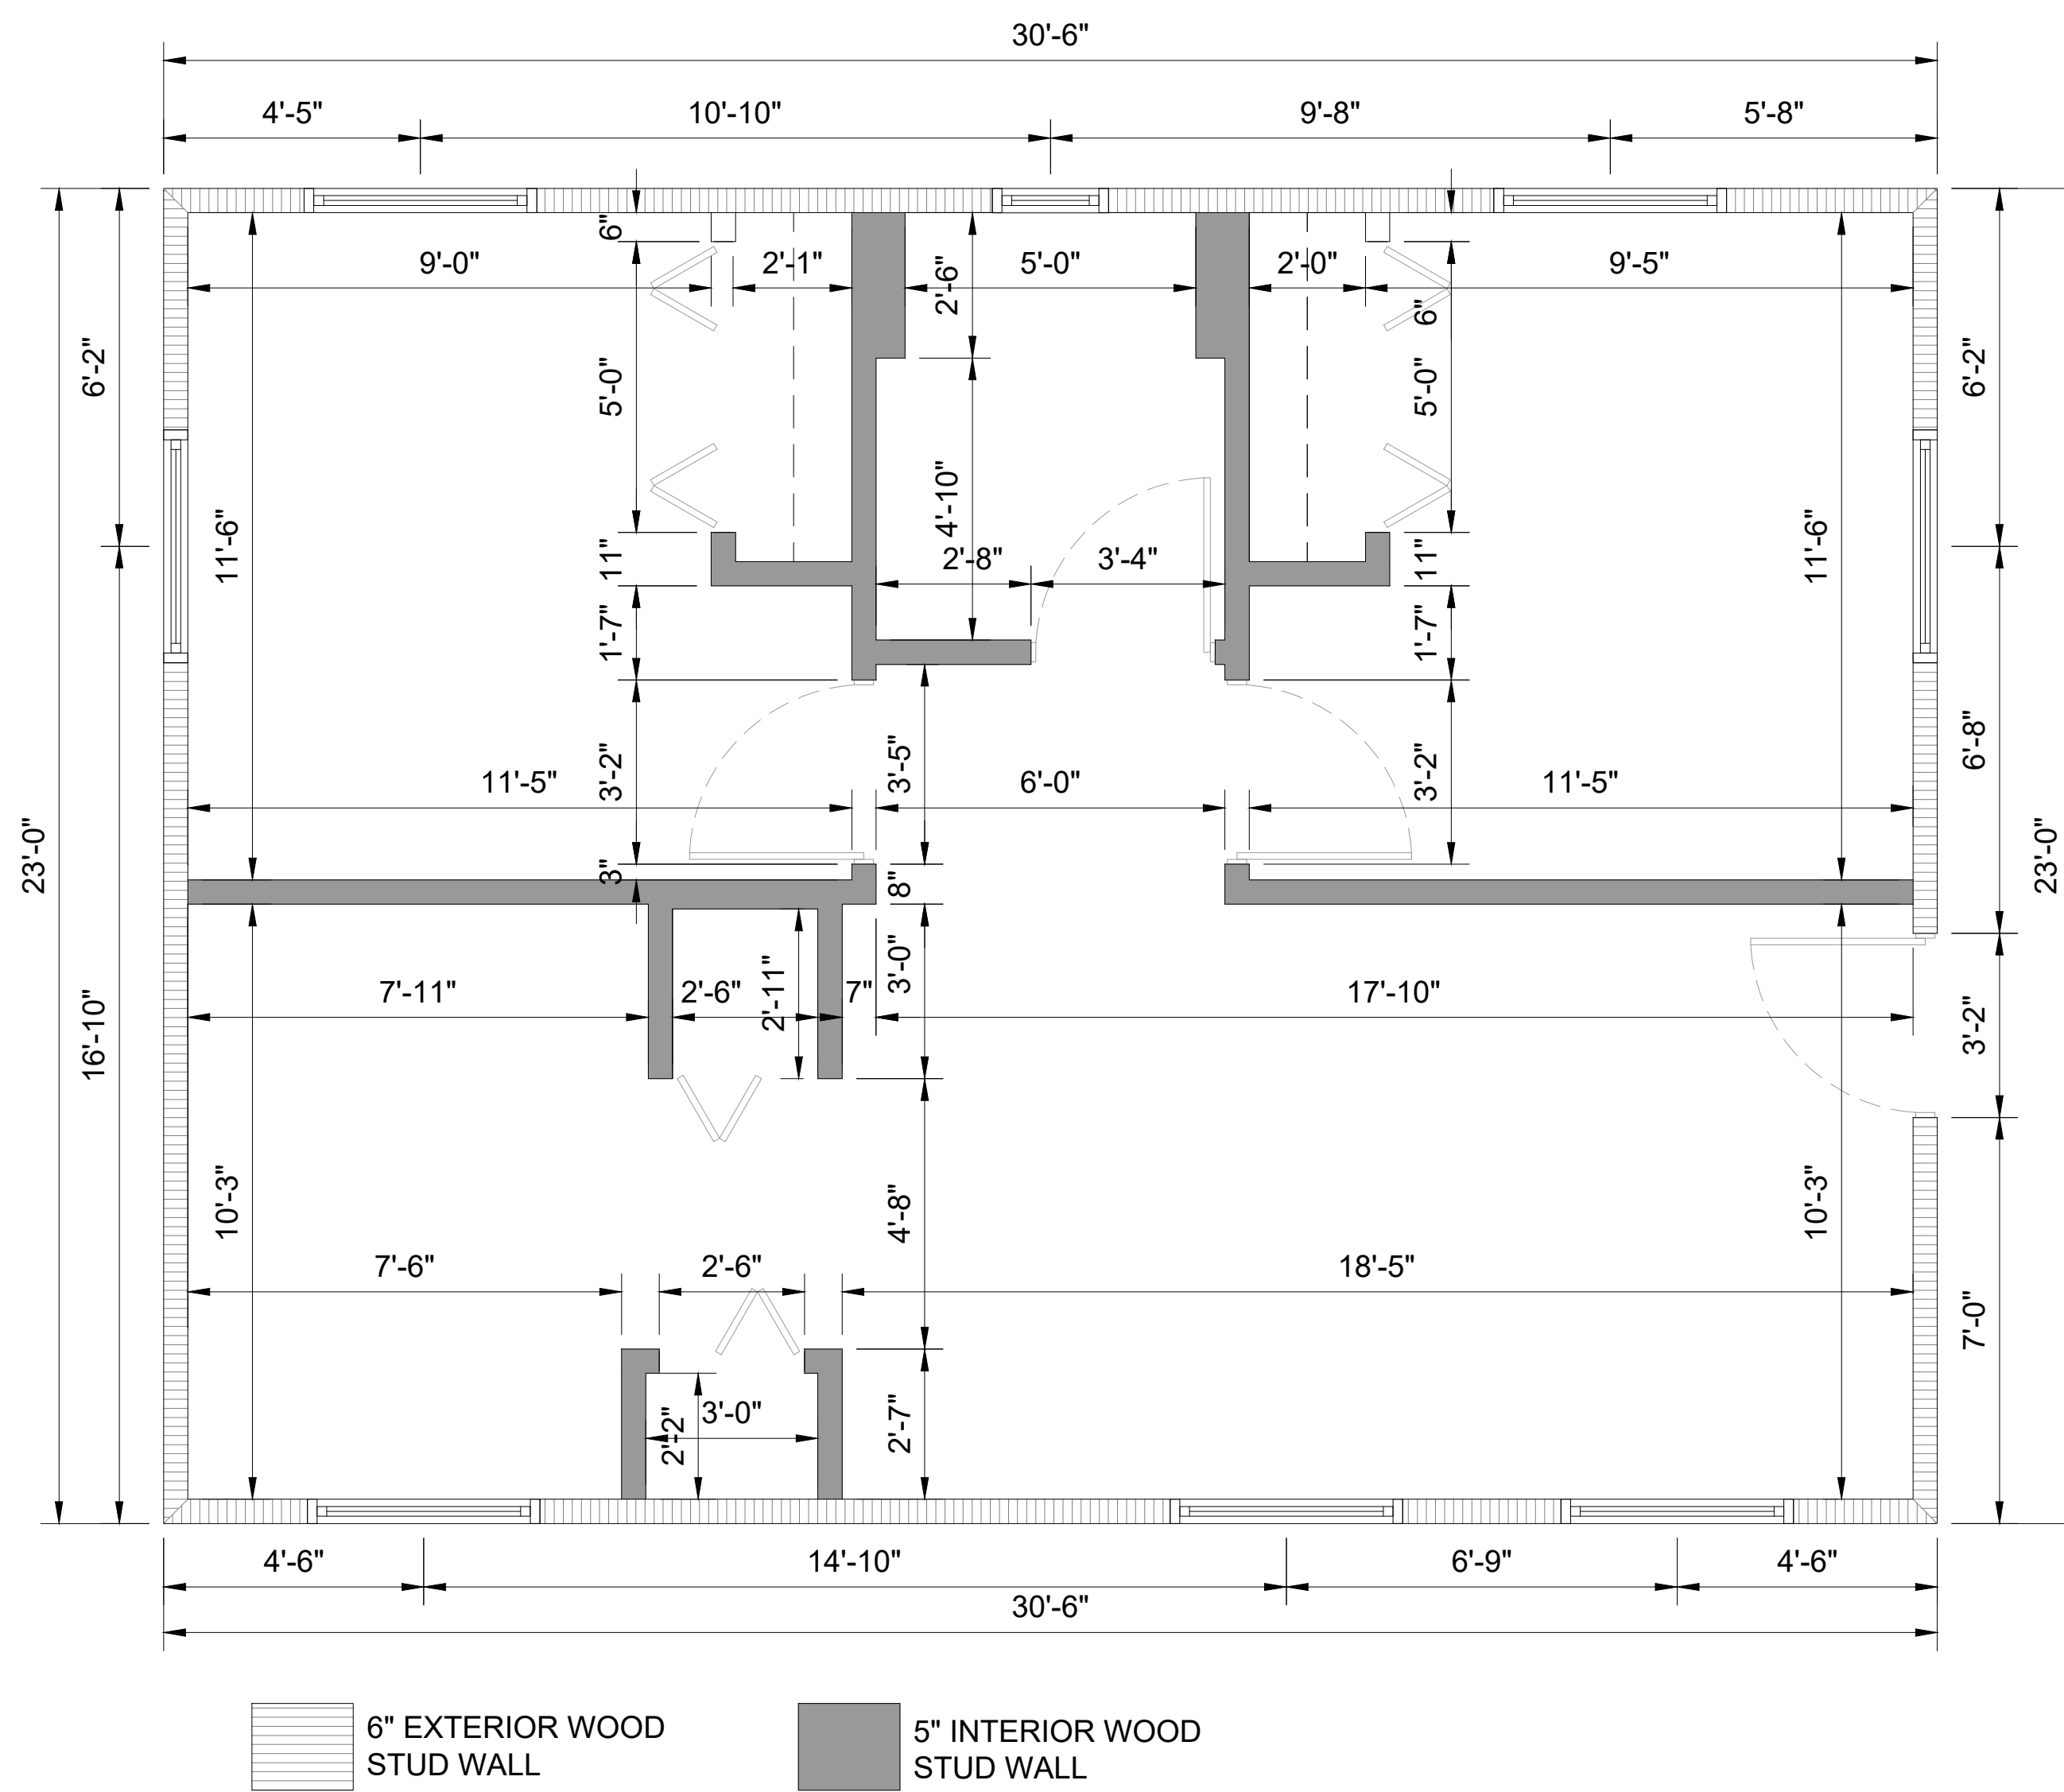 30'-6"
4'-5" 10'-10" 9'-8" 5'-8"
6" 9'-0" 2'-1" 2'-6" 5'-0" 2'-0" 6" 9'-5"
6'-2" 5'-0" 5'-0" 6'-2"
11'-6" 4'-10" 11'-6"
11" 2'-8" 3'-4" 11"
1'-7" 1'-7"
3'-2" 3'-5" 3'-2" 6'-8"
11'-5" 6'-0" 11'-5"
23'-0" 3" 8" 23'-0"
16'-10" 7'-11" 2'-6" 2'-11" 7" 3'-0" 17'-10" 3'-2"
10'-3" 4'-8" 10'-3"
7'-6" 2'-6" 18'-5" 7'-0"
2'-2" 3'-0" 2'-7"
4'-6" 14'-10" 6'-9" 4'-6"
30'-6"
6" EXTERIOR WOOD
STUD WALL
5" INTERIOR WOOD
STUD WALL